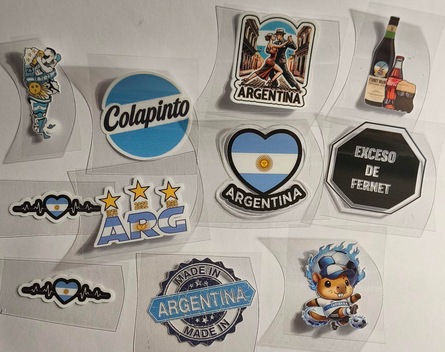 Colapinto
ARGENTINA
ARGENTINA
EXCESO
DE
FERNET
ARG
MADE IN
ARGENTINA
MADE IN